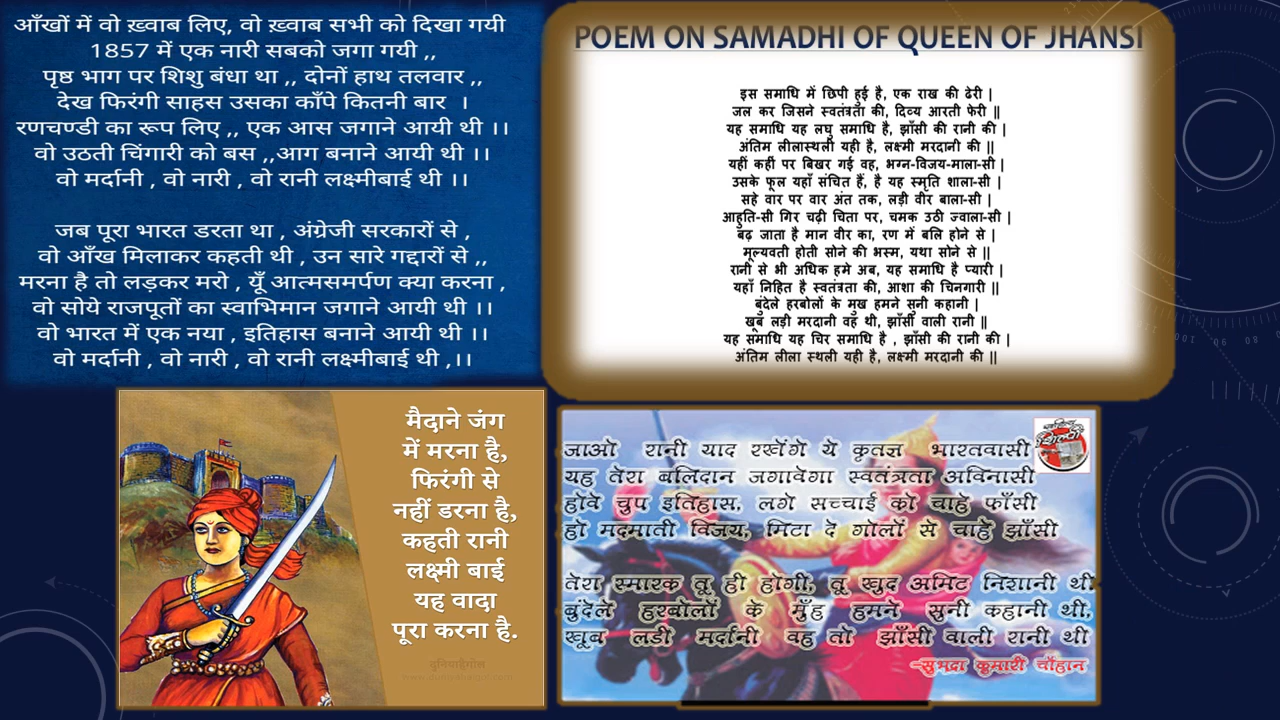 आँखों में वो ख़्वाब लिए, वो ख़्वाब सभी को दिखा गयी
1857 में एक नारी सबको जगा गयी ,,
पृष्ठ भाग पर शिशु बंधा था ,, दोनों हाथ तलवार ,,
देख फिरंगी साहस उसका काँपे कितनी बार ।
रणचण्डी का रूप लिए ,, एक आस जगाने आयी थी ।।
वो उठती चिंगारी को बस ,,आग बनाने आयी थी ।।
वो मर्दानी , वो नारी , वो रानी लक्ष्मीबाई थी ।।
जब पूरा भारत डरता था , अंग्रेजी सरकारों से ,
वो आँख मिलाकर कहती थी , उन सारे गद्दारों से ,,
मरना है तो लड़कर मरो , यूँ आत्मसमर्पण क्या करना ,
वो सोये राजपूतों का स्वाभिमान जगाने आयी थी ।।
वो भारत में एक नया , इतिहास बनाने आयी थी ।।
वो मर्दानी , वो नारी , वो रानी लक्ष्मीबाई थी ,।।
POEM ON SAMADHI OF QUEEN OF JHANSI
इस समाधि में छिपी हुई है, एक राख की ढेरी |
जल कर जिसने स्वतंत्रता की, दिव्य आरती फेरी ||
यह समाधि यह लघु समाधि है, झाँसी की रानी की |
अंतिम लीलास्थली यही है, लक्ष्मी मरदानी की ||
यहीं कहीं पर बिखर गई वह, भग्न-विजय-माला-सी |
उसके फूल यहाँ संचित हैं, है यह स्मृति शाला-सी |
सहे वार पर वार अंत तक, लड़ी वीर बाला-सी |
आहुति-सी गिर चढ़ी चिता पर, चमक उठी ज्वाला-सी |
बढ़ जाता है मान वीर का, रण में बलि होने से |
मूल्यवती होती सोने की भस्म, यथा सोने से ||
रानी से भी अधिक हमे अब, यह समाधि है प्यारी |
यहाँ निहित है स्वतंत्रता की, आशा की चिनगारी ||
बुंदेले हरबोलों के मुख हमने सुनी कहानी |
खूब लड़ी मरदानी वह थी, झाँसी वाली रानी ||
यह समाधि यह चिर समाधि है , झाँसी की रानी की |
अंतिम लीला स्थली यही है, लक्ष्मी मरदानी की ||
मैदाने जंग
में मरना है,
फिरंगी से
नहीं डरना है,
कहती रानी
लक्ष्मी बाई
यह वादा
पूरा करना है.
दुनियाहैगोल
जाओ रानी याद रखेंगे ये कृतज्ञ भारतवासी
यह तेरा बलिदान जगावेगा स्वतंत्रता अविनासी
होवे चुप इतिहास, लगे सच्चाई को चाहे फाँसी
हो मदमाती विजय, मिटा दे गोलों से चाहे झाँसी
तेरा स्मारक तू ही होगी, तू खुद अमिट निशानी थी
बुंदेले हरबोलों के मुँह हमने सुनी कहानी थी,
खूब लडी मर्दानी वह तो झाँसी वाली रानी थी
-सुभद्रा कुमारी चौहान